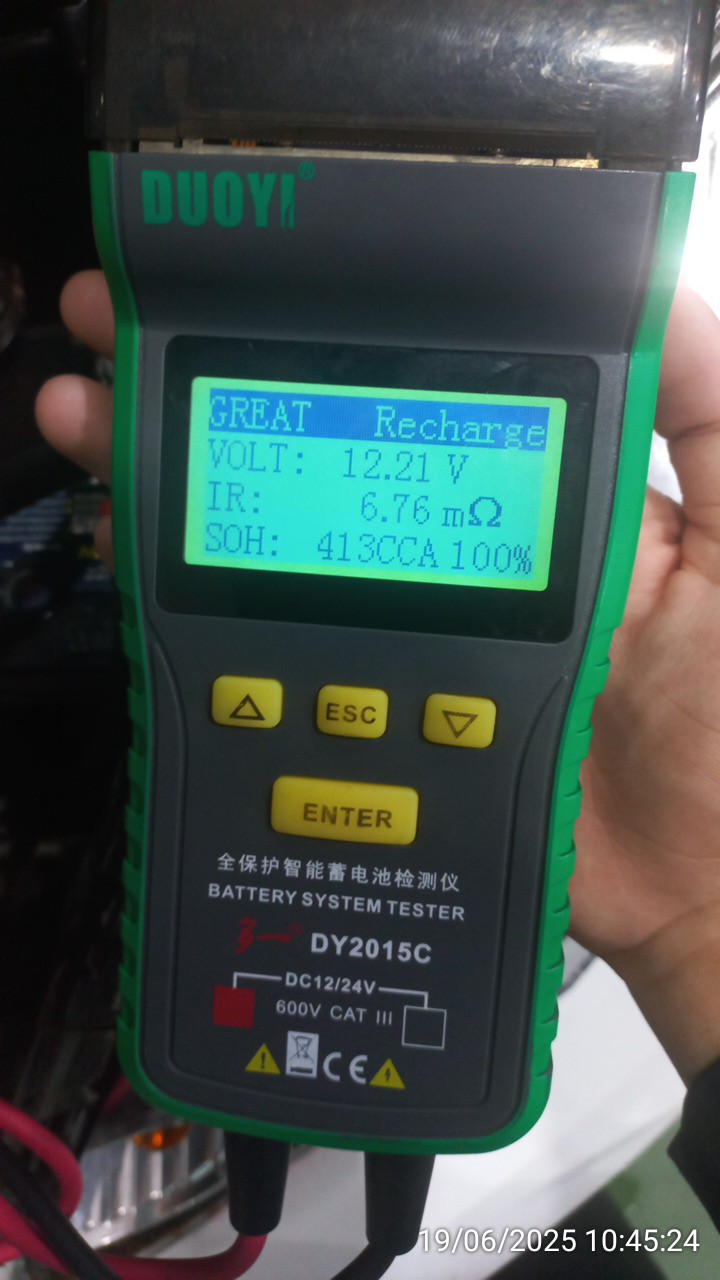 DUOYI®
GREAT Recharge
VOLT: 12.21 V
IR: 6.76 mΩ
SOH: 413CCA 100%
ESC
ENTER
全保护智能蓄电池检测仪
BATTERY SYSTEM TESTER
多一® DY2015C
DC12/24V
600V CAT III
CE
19/06/2025 10:45:24